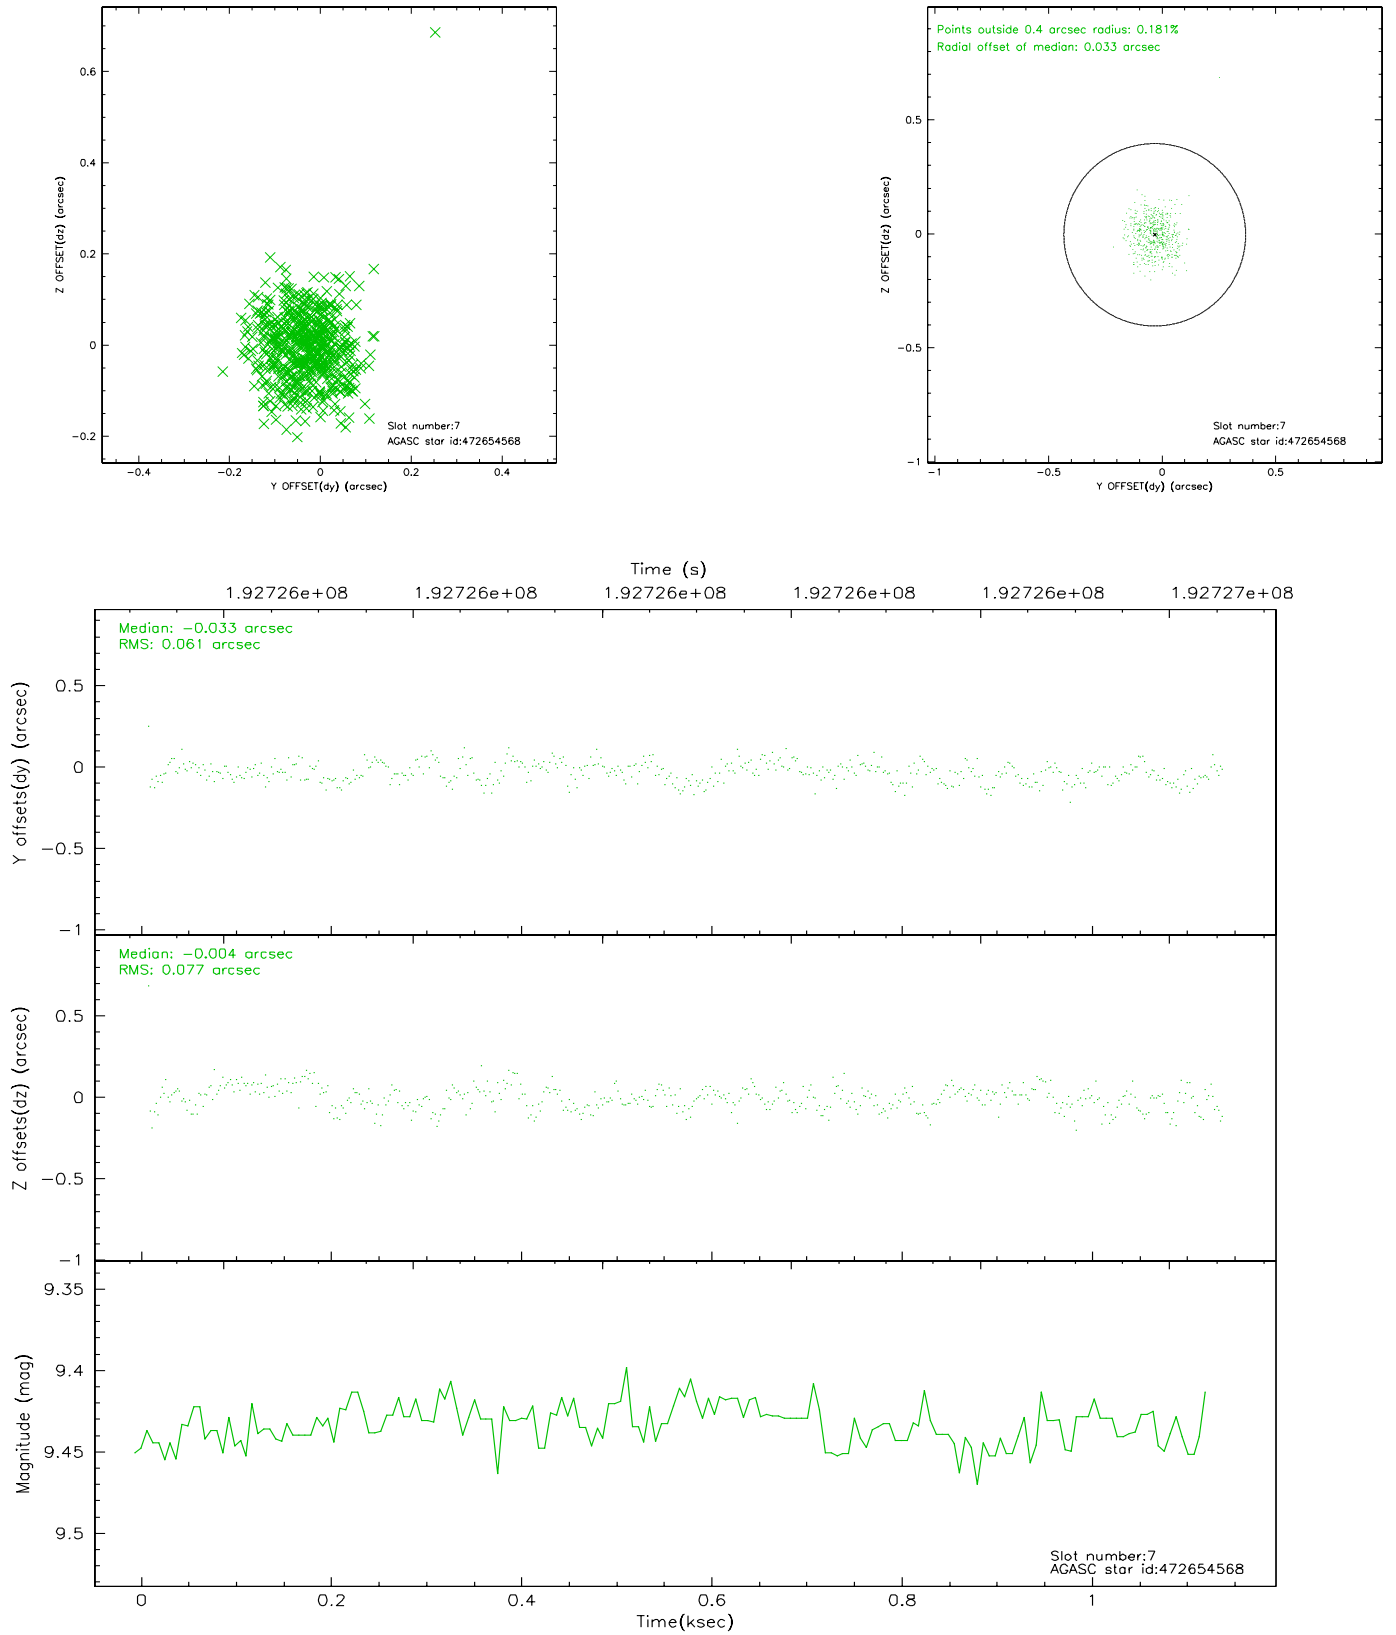 0.6
0.4
0.2
0
−0.2
Z OFFSET(dz) (arcsec)
Slot number:7
AGASC star id:472654568
−0.4 −0.2 0 0.2 0.4
Y OFFSET(dy) (arcsec)
Points outside 0.4 arcsec radius: 0.181%
Radial offset of median: 0.033 arcsec
0.5
0
−0.5
−1
Z OFFSET(dz) (arcsec)
Slot number:7
AGASC star id:472654568
−1 −0.5 0 0.5
Y OFFSET(dy) (arcsec)
Time (s)
1.92726e+08 1.92726e+08 1.92726e+08 1.92726e+08 1.92726e+08 1.92727e+08
Median: −0.033 arcsec
RMS: 0.061 arcsec
0.5
0
−0.5
−1
Y offsets(dy) (arcsec)
Median: −0.004 arcsec
RMS: 0.077 arcsec
0.5
0
−0.5
−1
Z offsets(dz) (arcsec)
9.35
9.4
9.45
9.5
Magnitude (mag)
Slot number:7
AGASC star id:472654568
0 0.2 0.4 0.6 0.8 1
Time(ksec)